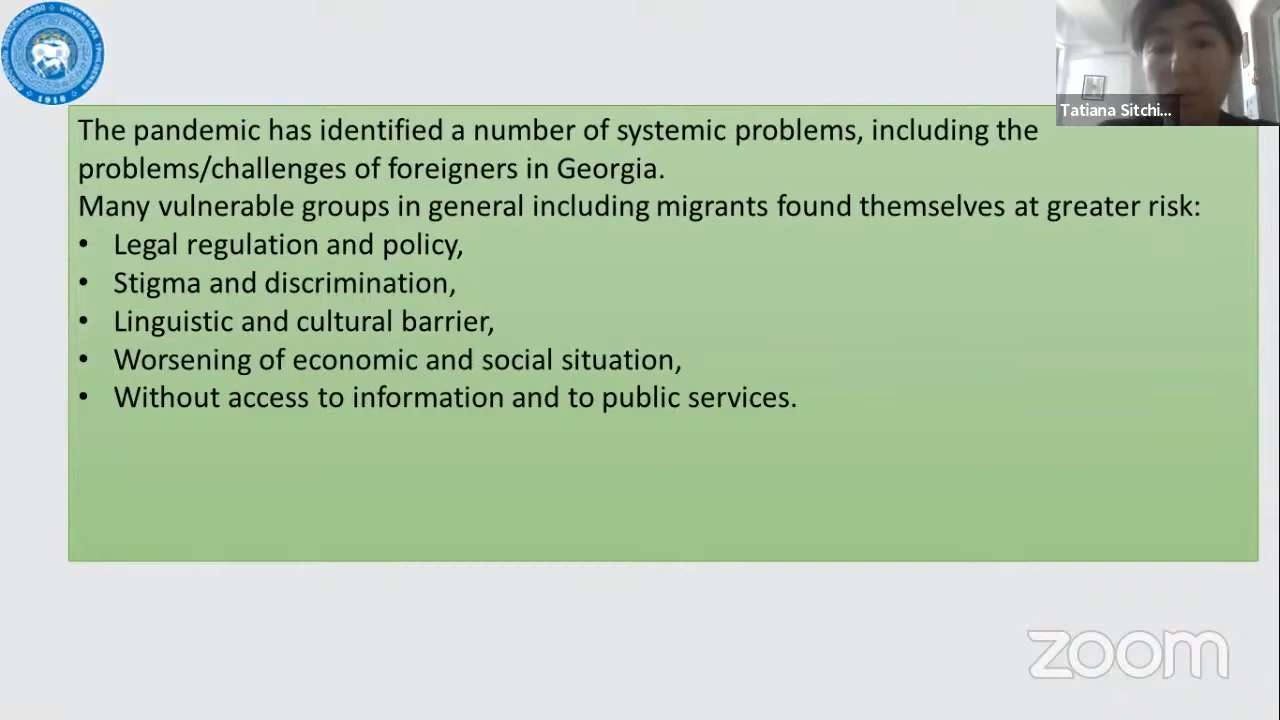 UNIVERSITAS
1918
Tatiana Sitchi...
The pandemic has identified a number of systemic problems, including the
problems/challenges of foreigners in Georgia.
Many vulnerable groups in general including migrants found themselves at greater risk:
• Legal regulation and policy,
• Stigma and discrimination,
• Linguistic and cultural barrier,
• Worsening of economic and social situation,
• Without access to information and to public services.
zoom